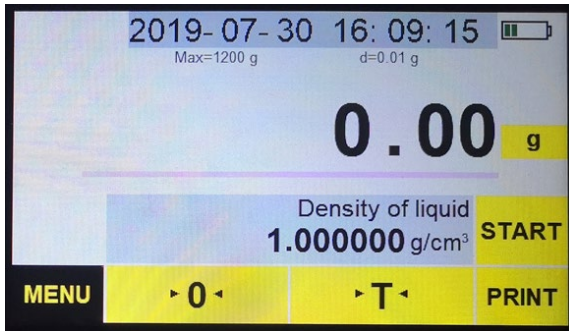 2019-07-30 16:09:15
Max=1200 g d=0.01 g
0.00 g
Density of liquid
1.000000 g/cm³
START
MENU ▸0◂ ▸T◂ PRINT